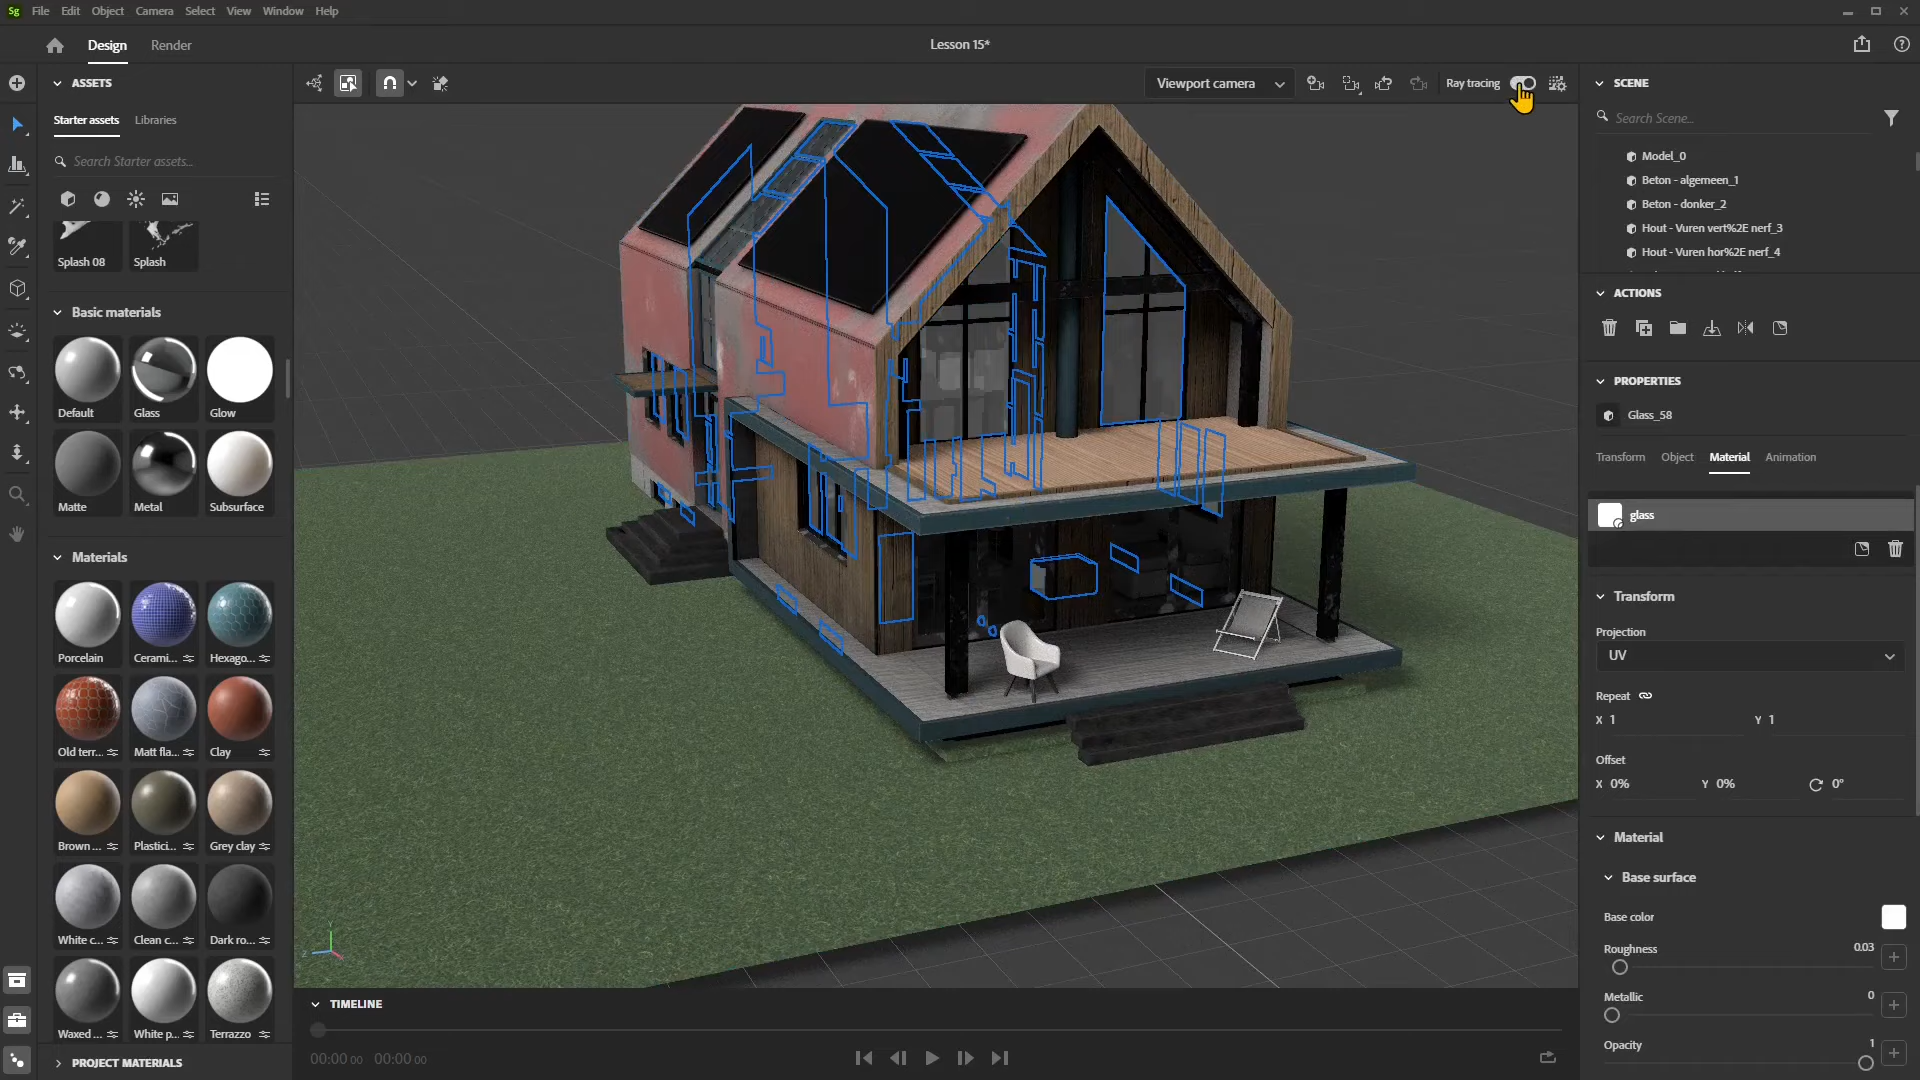 Sg File Edit Object Camera Select View Window Help
Design Render
Lesson 15*
ASSETS
Starter assets Libraries
Search Starter assets...
Splash 08 Splash
Basic materials
Default Glass Glow
Matte Metal Subsurface
Materials
Porcelain Cerami... Hexago...
Old terr... Matt fla... Clay
Brown ... Plastici... Grey clay
White c... Clean c... Dark ro...
Waxed ... White p... Terrazzo
PROJECT MATERIALS
Viewport camera Ray tracing
TIMELINE
00:00 00 00:00 00
SCENE
Search Scene...
Model_0
Beton - algemeen_1
Beton - donker_2
Hout - Vuren vert%2E nerf_3
Hout - Vuren hor%2E nerf_4
ACTIONS
PROPERTIES
Glass_58
Transform Object Material Animation
glass
Transform
Projection
UV
Repeat
X 1 Y 1
Offset
X 0% Y 0% 0°
Material
Base surface
Base color
Roughness 0.03
Metallic 0
Opacity 1